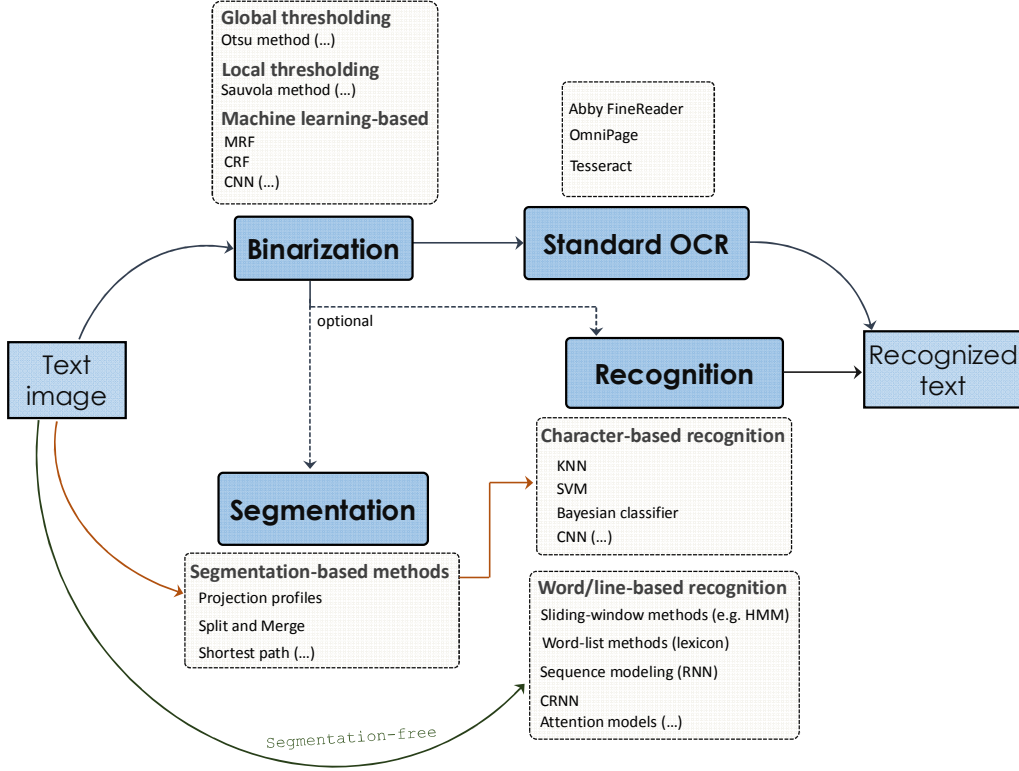 Global thresholding
Otsu method (...)
Local thresholding
Sauvola method (...)
Machine learning-based
MRF
CRF
CNN (...)
Abby FineReader
OmniPage
Tesseract
Binarization
Standard OCR
optional
Text
image
Recognition
Recognized
text
Character-based recognition
KNN
SVM
Bayesian classifier
CNN (...)
Segmentation
Segmentation-based methods
Projection profiles
Split and Merge
Shortest path (...)
Word/line-based recognition
Sliding-window methods (e.g. HMM)
Word-list methods (lexicon)
Sequence modeling (RNN)
CRNN
Attention models (...)
Segmentation-free